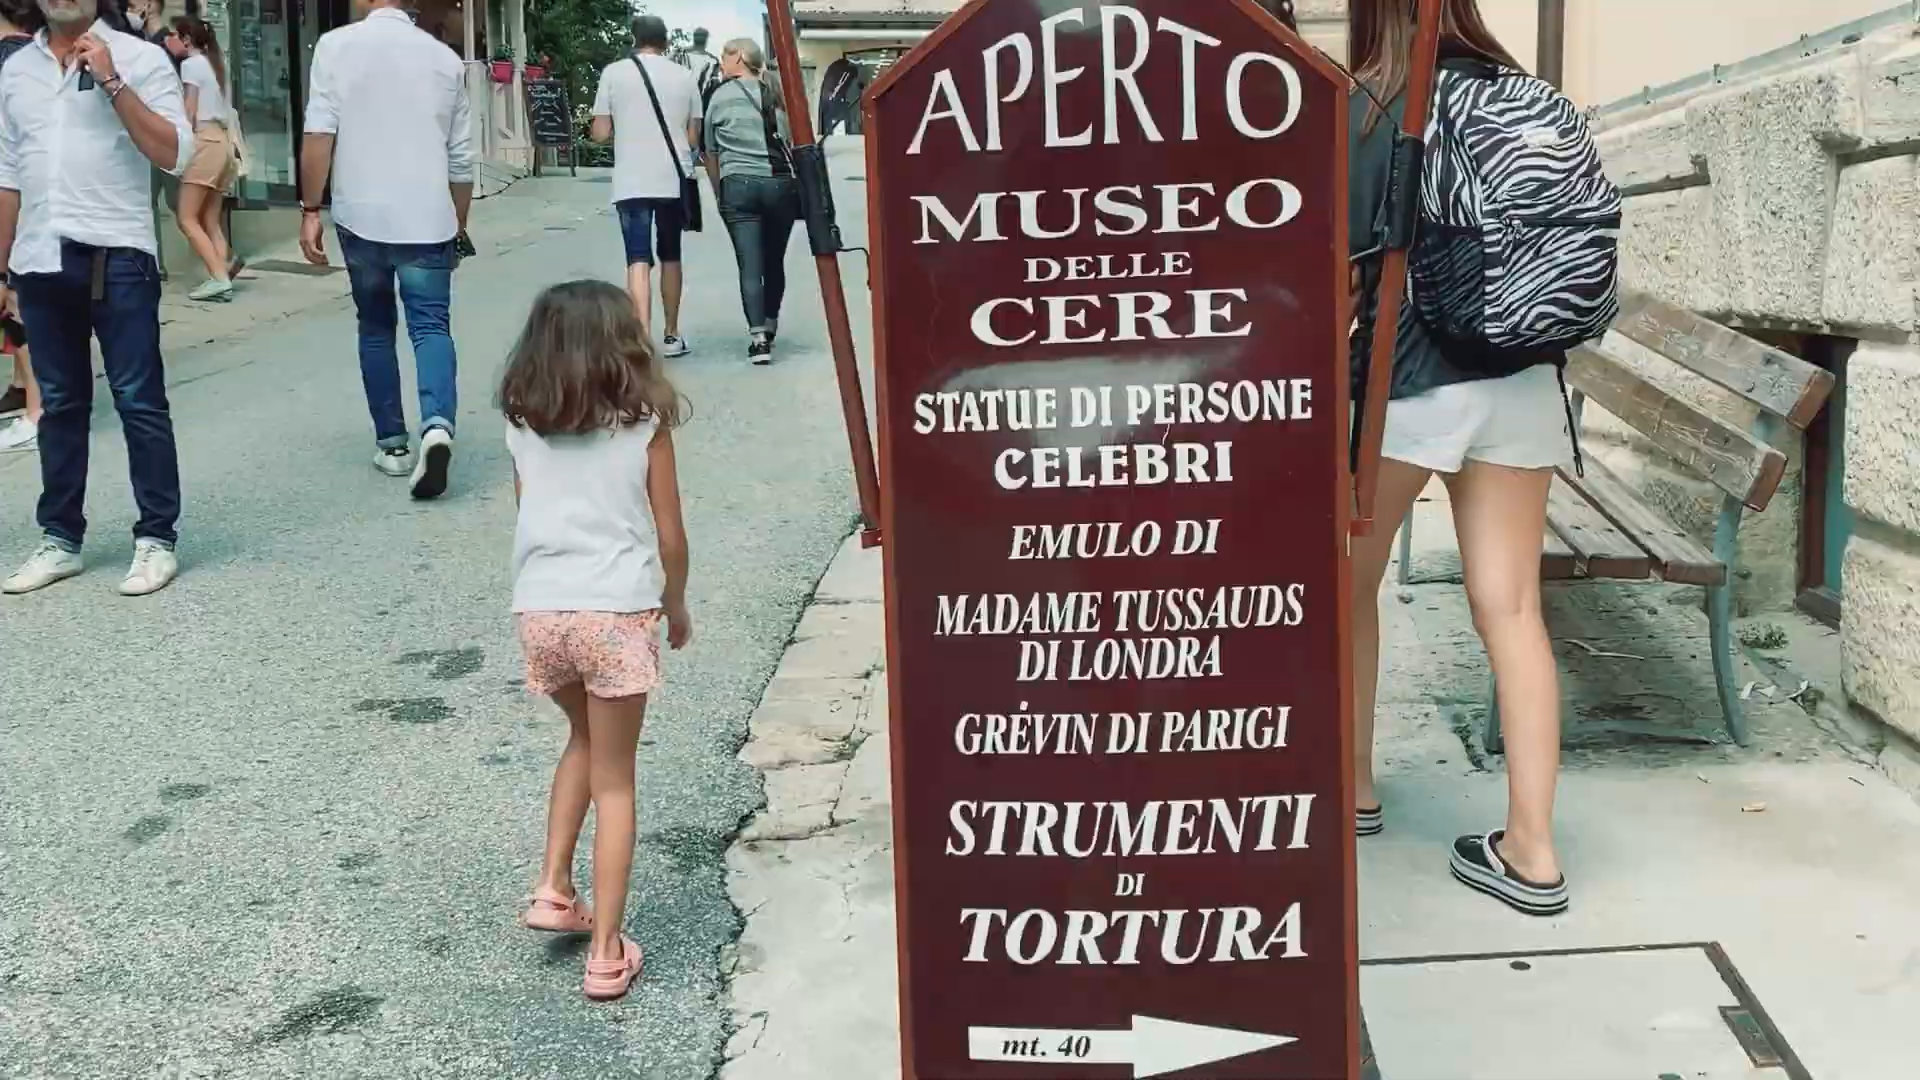 APERTO
MUSEO
DELLE
CERE
STATUE DI PERSONE
CELEBRI
EMULO DI
MADAME TUSSAUDS
DI LONDRA
GRÉVIN DI PARIGI
STRUMENTI
DI
TORTURA
mt. 40